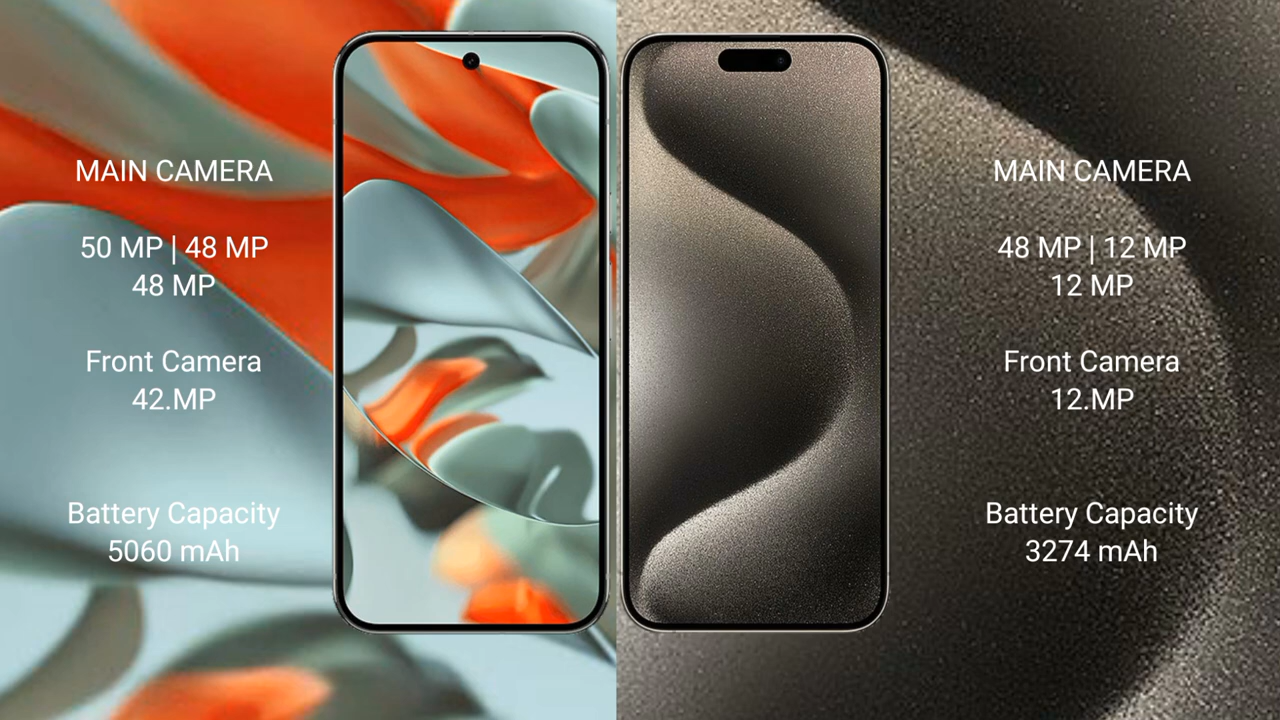 MAIN CAMERA
50 MP | 48 MP
48 MP
Front Camera
42.MP
Battery Capacity
5060 mAh
MAIN CAMERA
48 MP | 12 MP
12 MP
Front Camera
12.MP
Battery Capacity
3274 mAh